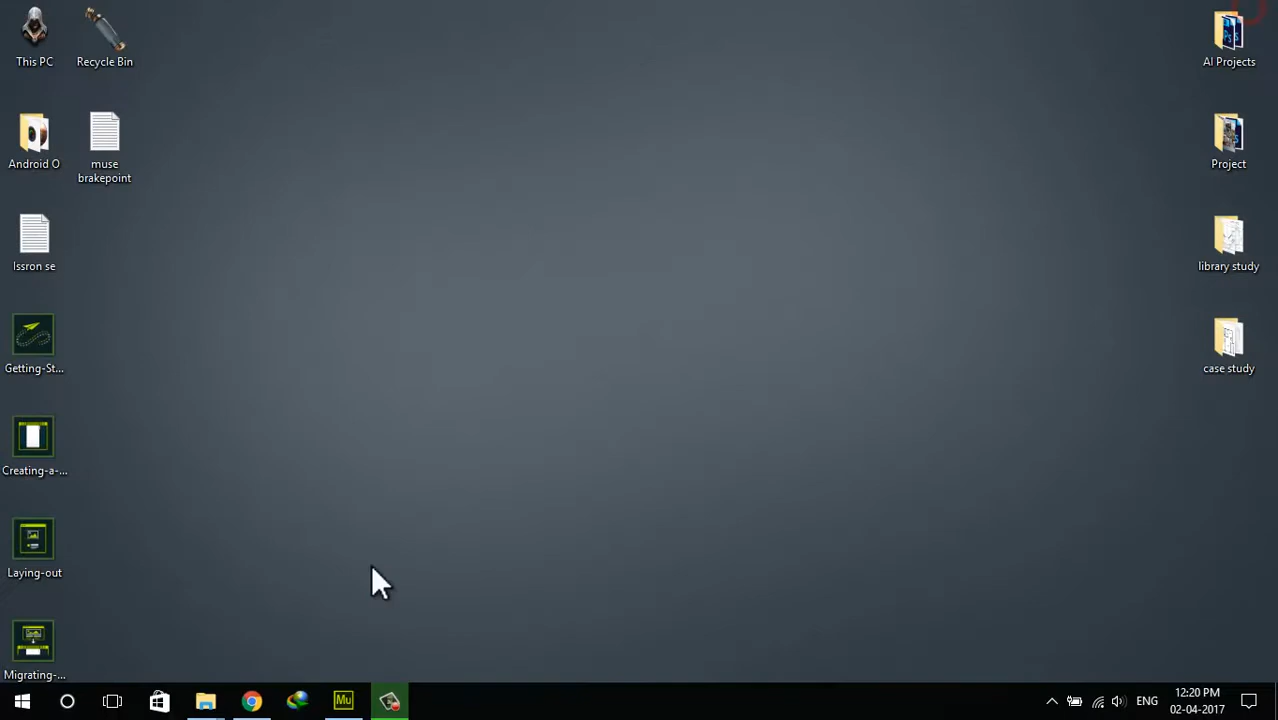 This PC
Recycle Bin
AI Projects
Android O
muse
brakepoint
Project
lssron se
library study
Getting-St...
case study
Creating-a-...
Laying-out
Migrating-...
Mu
ENG
12:20 PM
02-04-2017